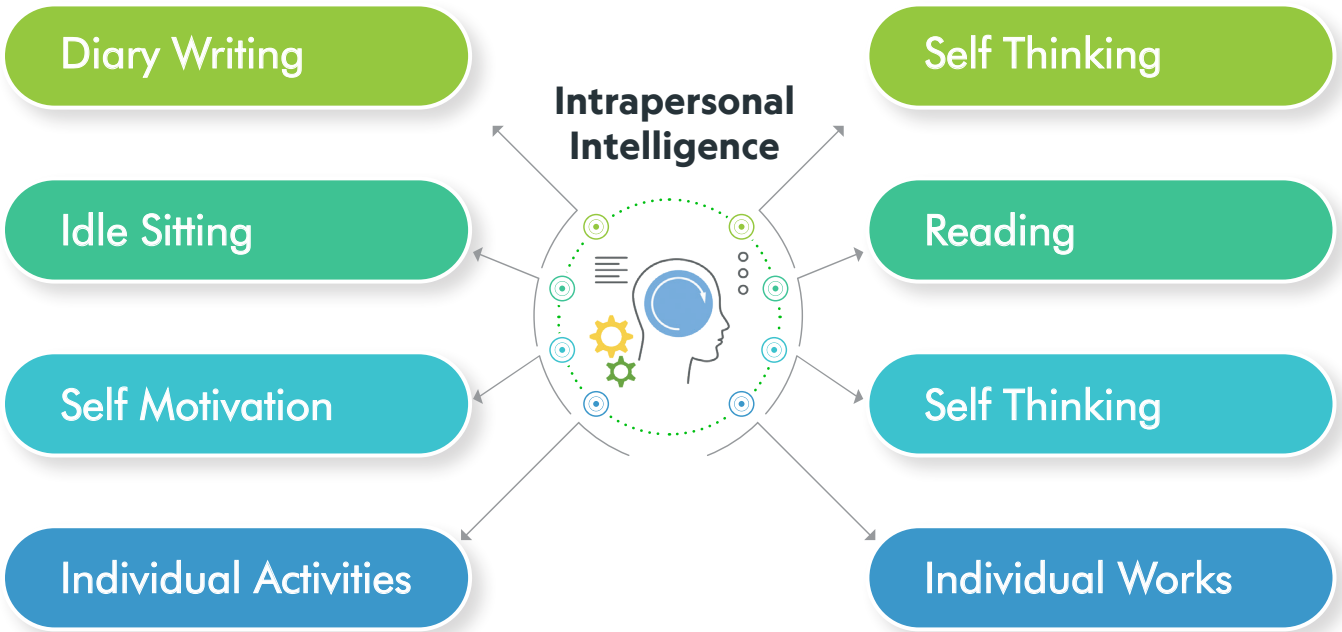 Diary Writing
Self Thinking
Intrapersonal
Intelligence
Idle Sitting
Reading
Self Motivation
Self Thinking
Individual Activities
Individual Works